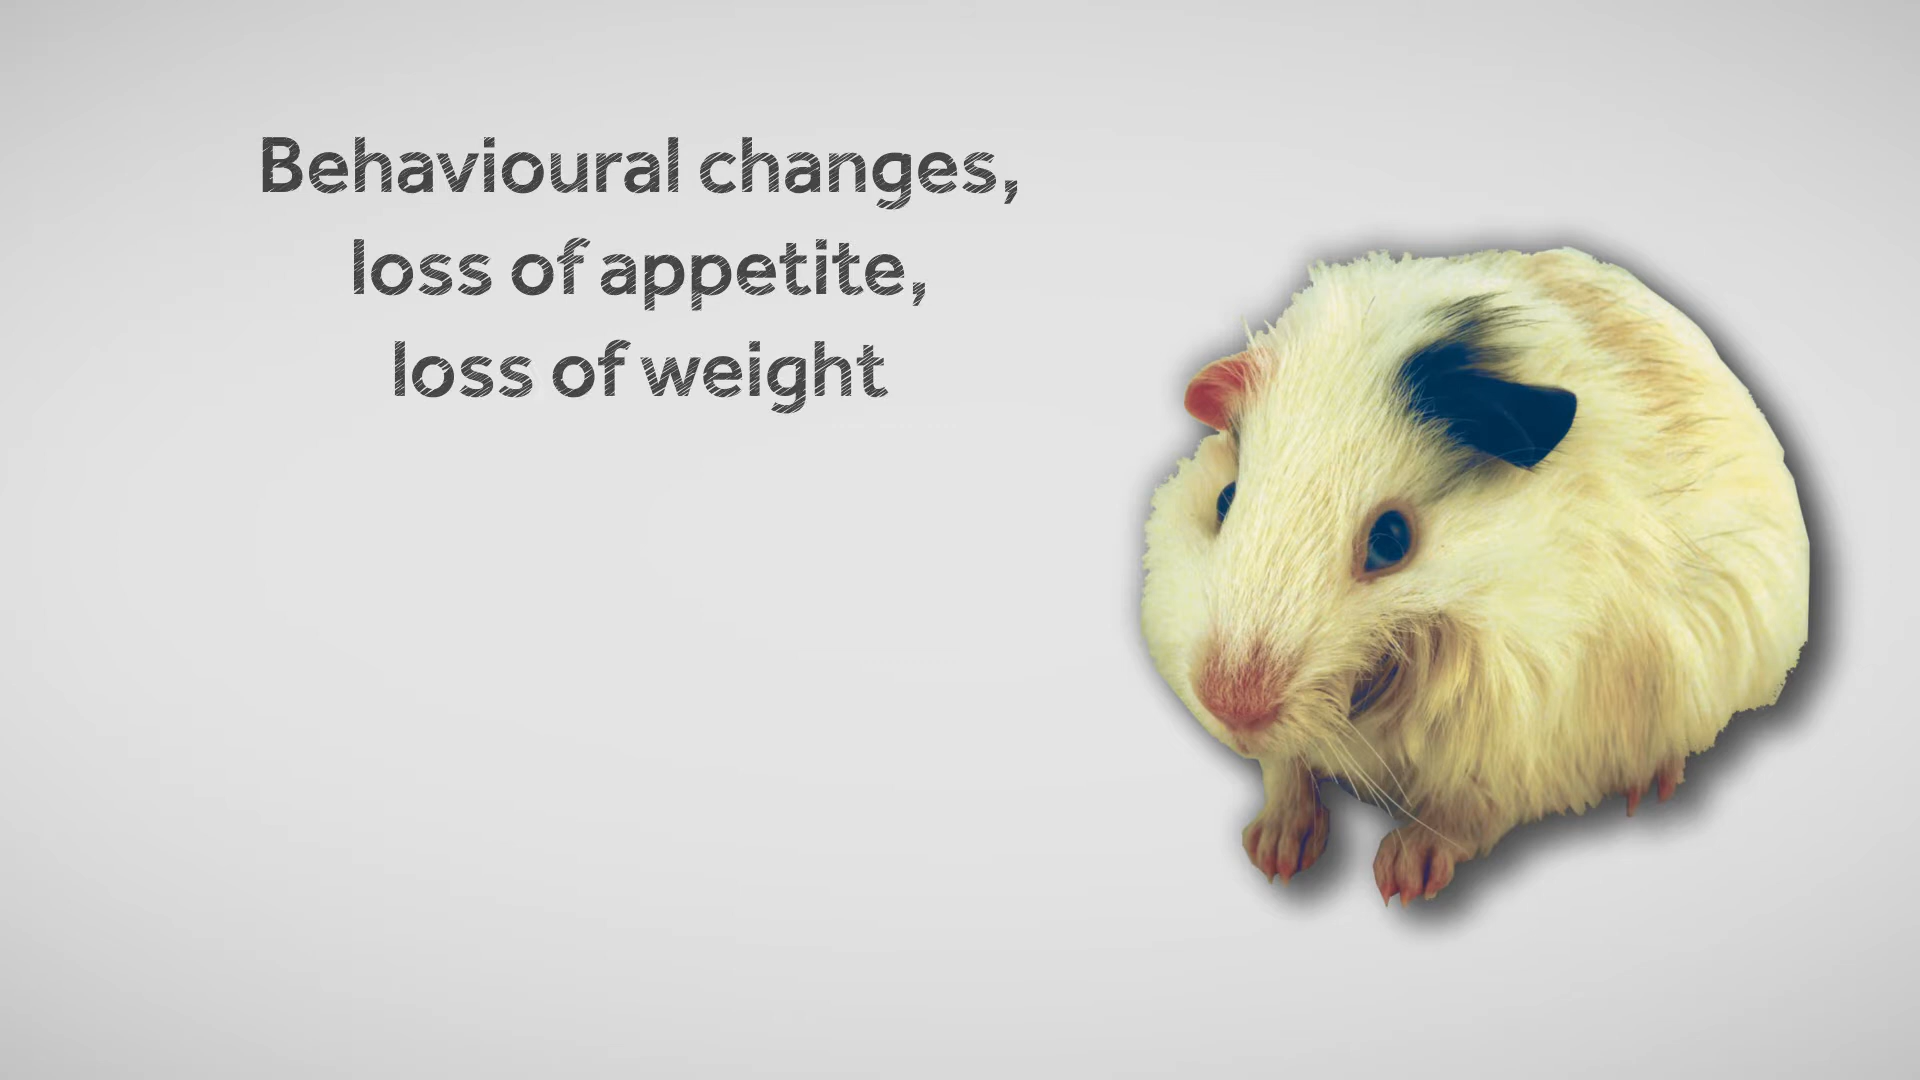 Behavioural changes,
loss of appetite,
loss of weight